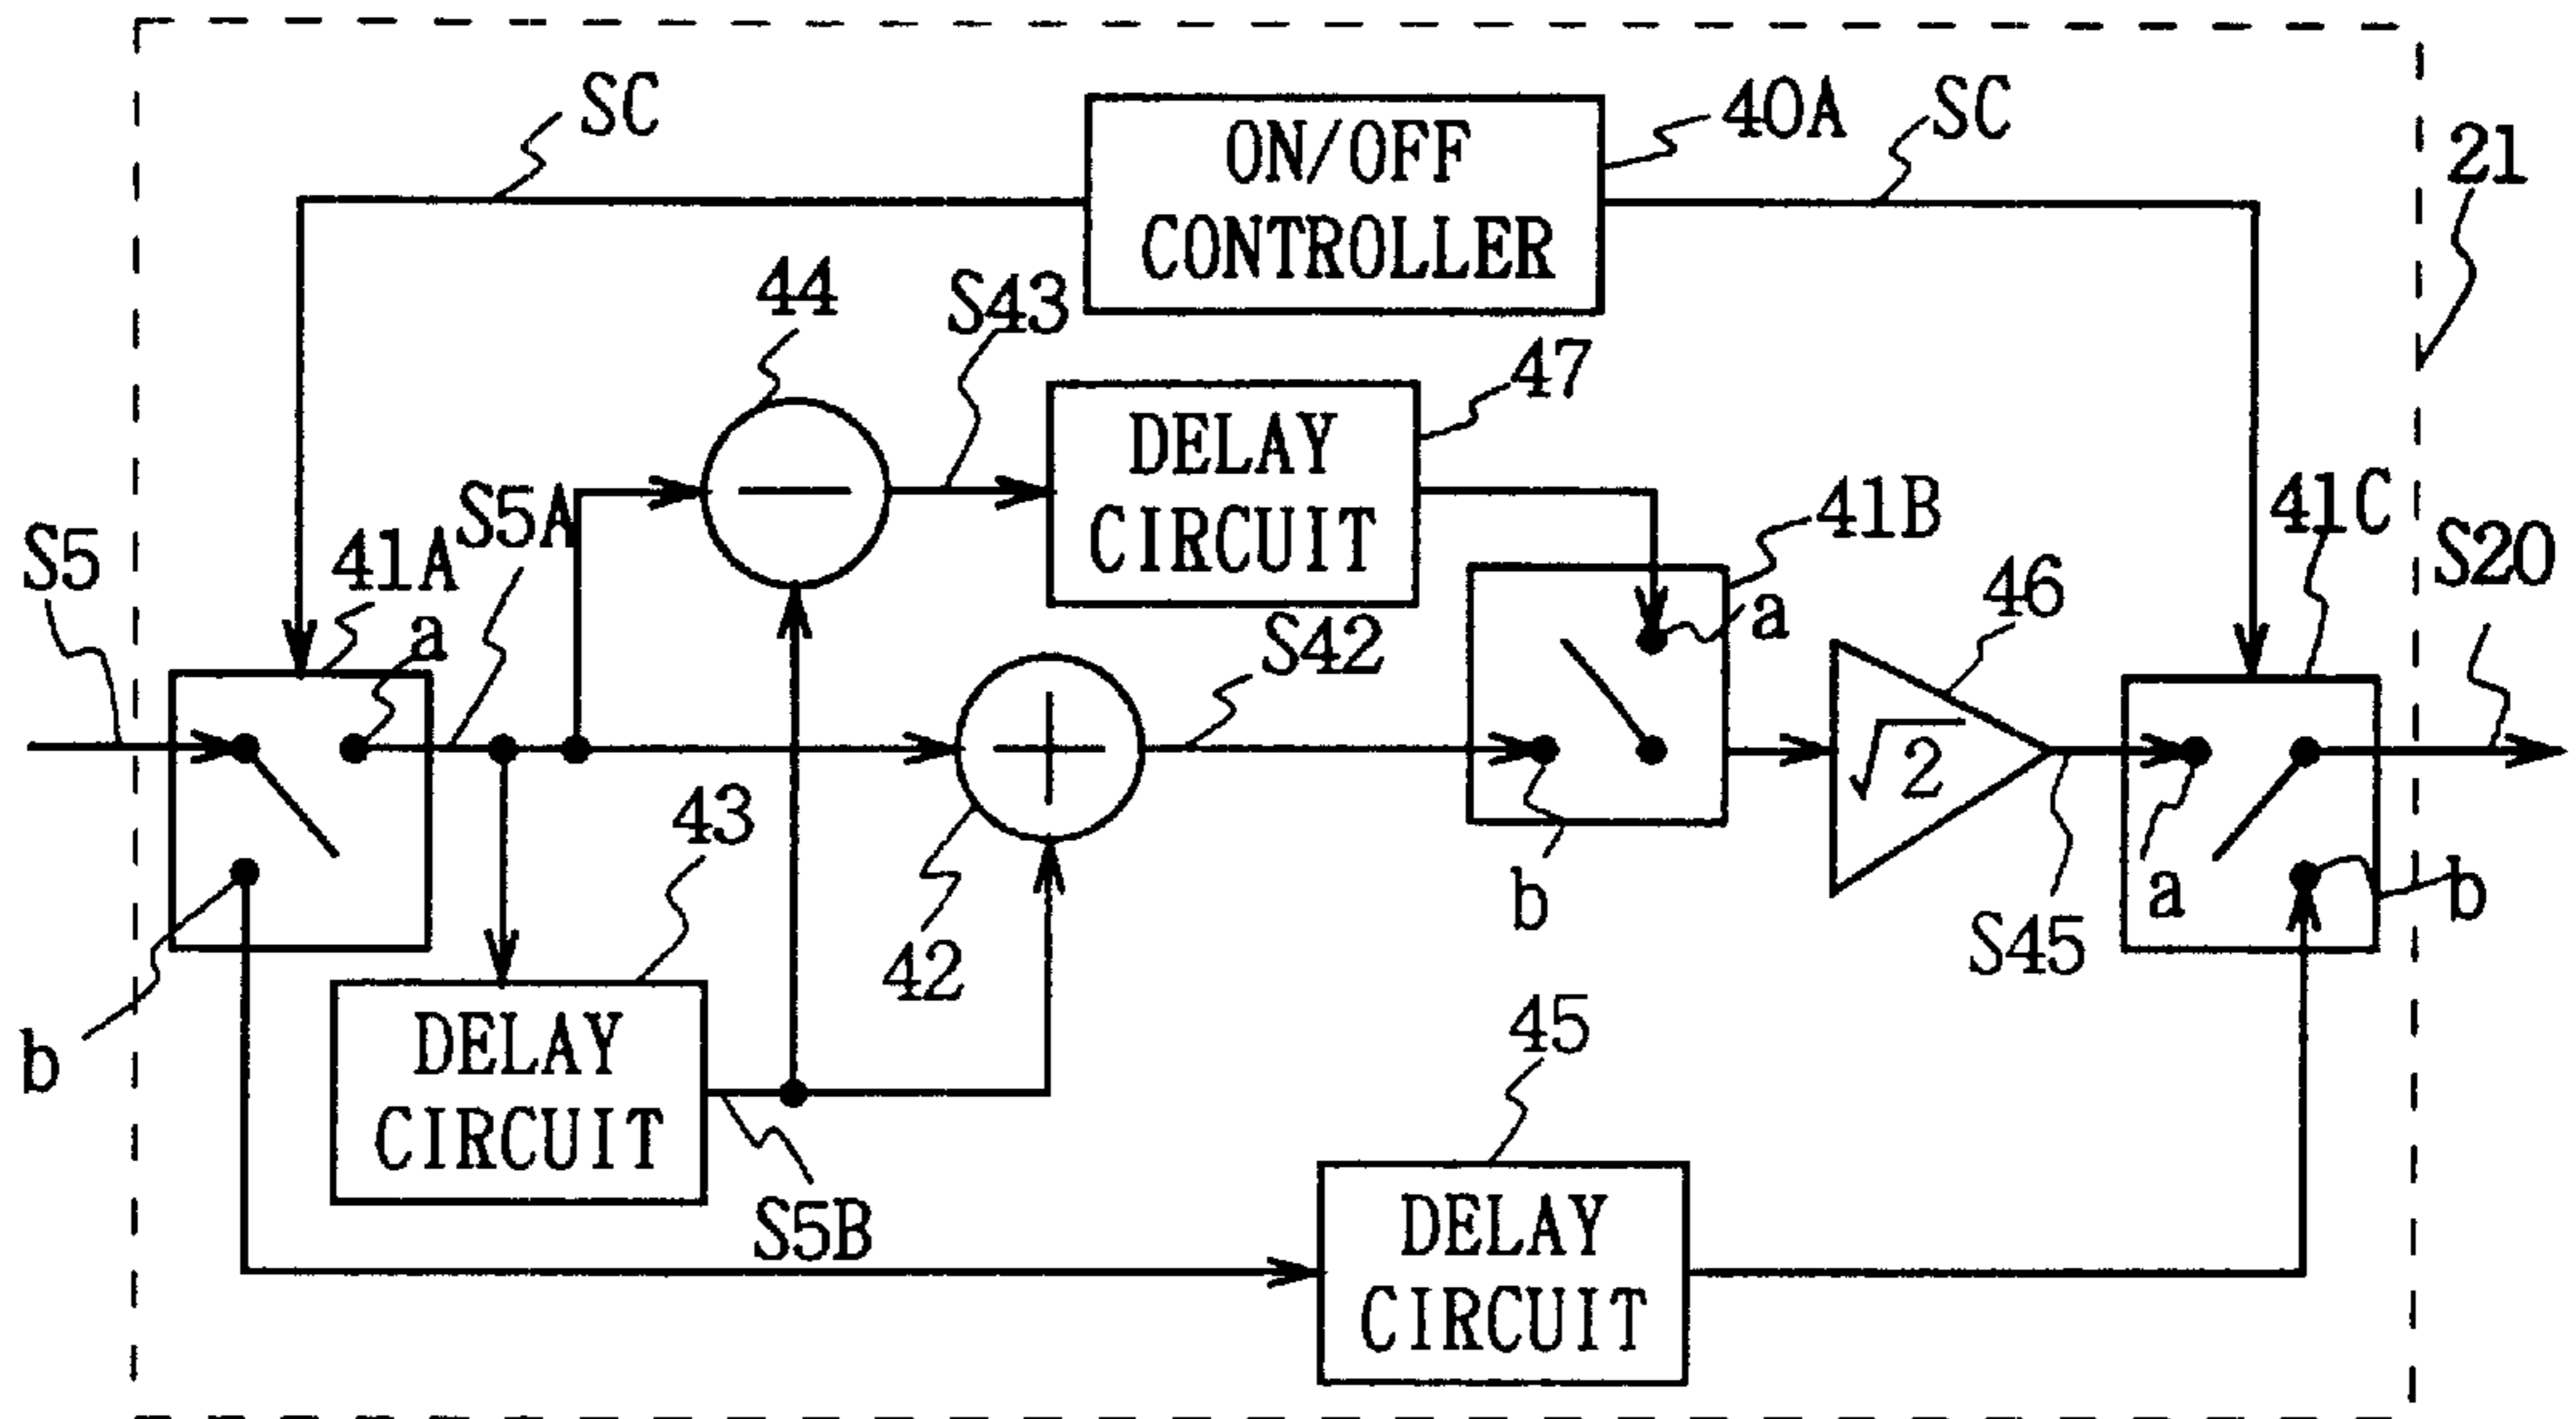 SC
ON/OFF
CONTROLLER
40A
SC
21
44
S43
47
DELAY
CIRCUIT
S5
41A
a
S5A
41B
a
S42
46
√2
41C
S20
b
43
DELAY
CIRCUIT
S5B
42
b
S45
a
b
45
DELAY
CIRCUIT